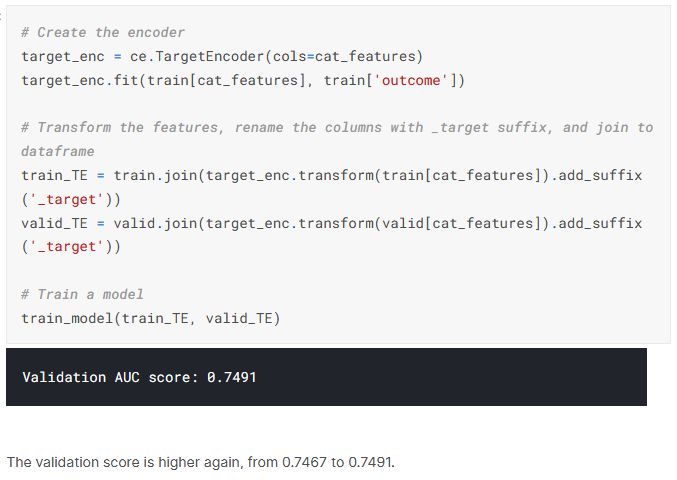 # Create the encoder
target_enc = ce.TargetEncoder(cols=cat_features)
target_enc.fit(train[cat_features], train['outcome'])
# Transform the features, rename the columns with _target suffix, and join to
dataframe
train_TE = train.join(target_enc.transform(train[cat_features]).add_suffix
('_target'))
valid_TE = valid.join(target_enc.transform(valid[cat_features]).add_suffix
('_target'))
# Train a model
train_model(train_TE, valid_TE)
Validation AUC score: 0.7491
The validation score is higher again, from 0.7467 to 0.7491.